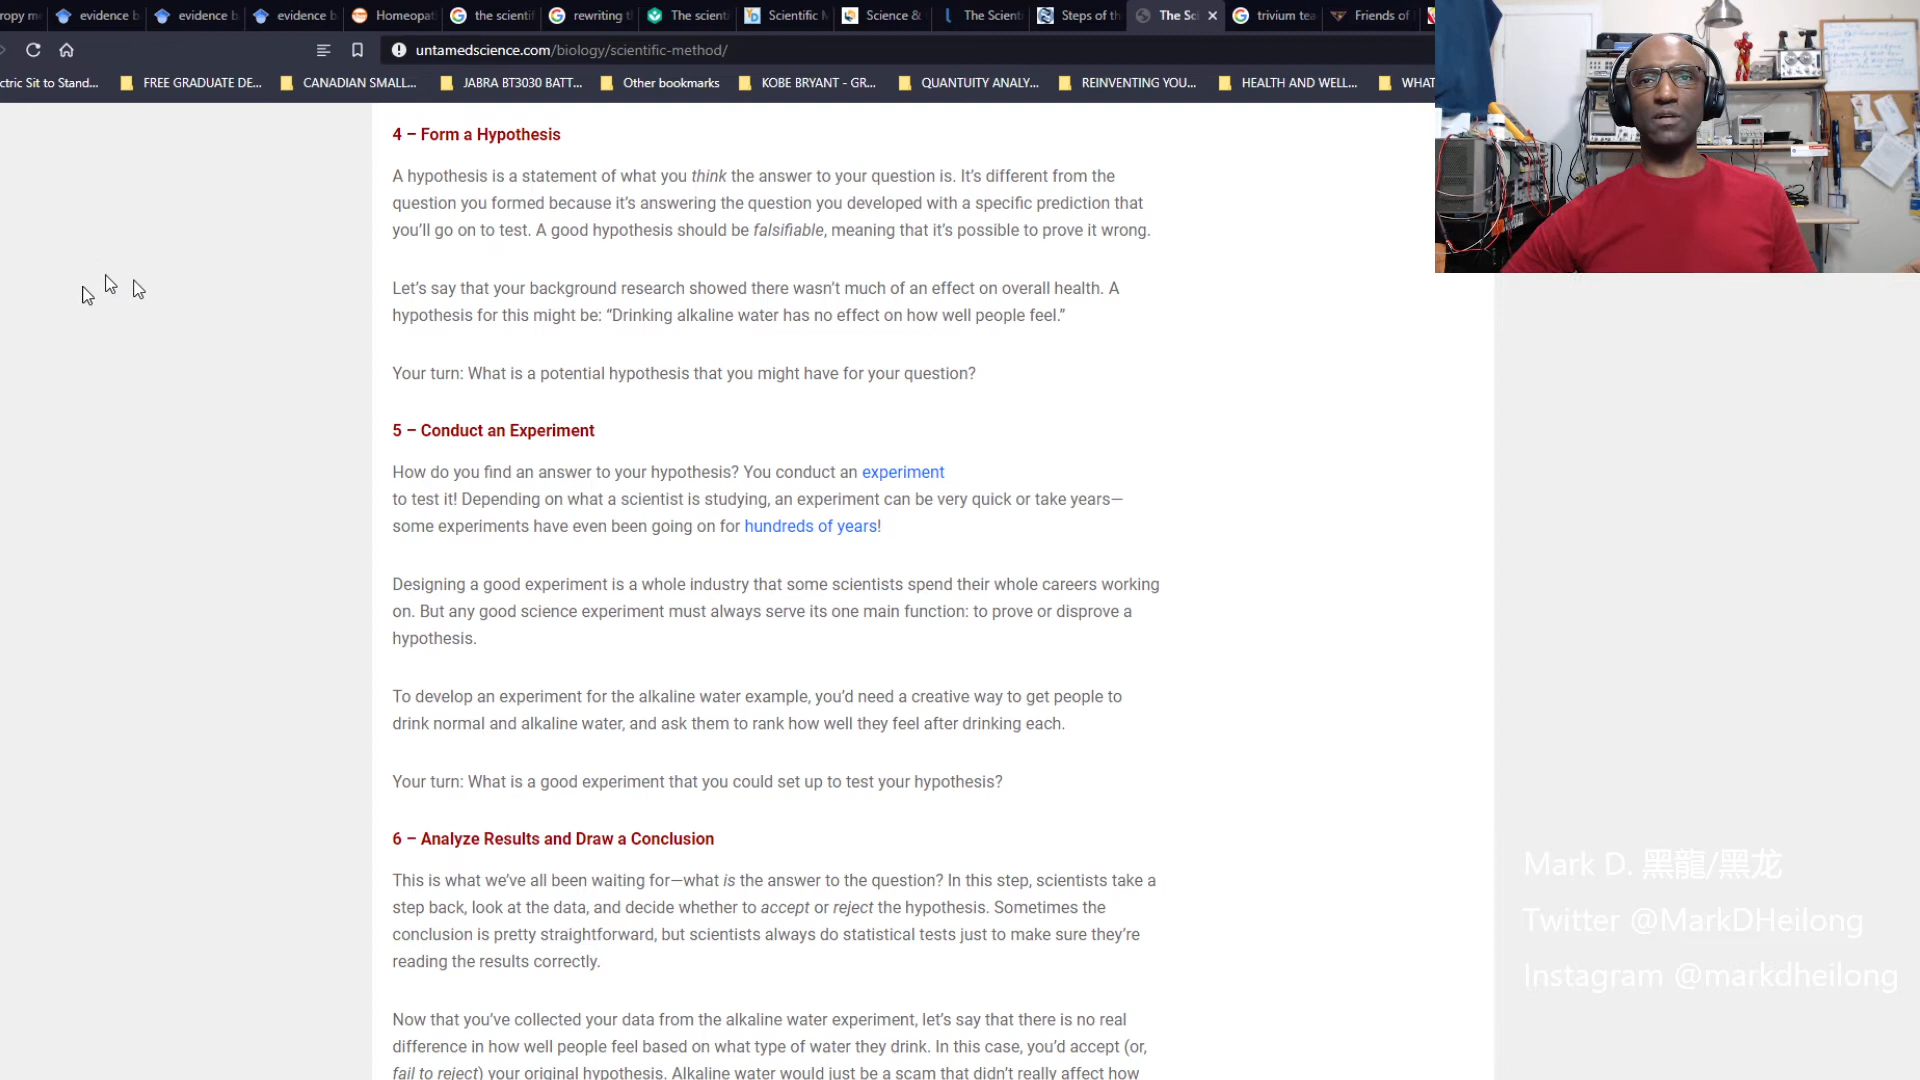 ropy m
evidence b
evidence b
evidence b
Homeopat
the scientif
rewriting t
The scient
Scientific M
Science &
The Scient
Steps of th
The Sc
trivium tea
Friends of
untamedscience.com/biology/scientific-method/
ctric Sit to Stand...
FREE GRADUATE DE...
CANADIAN SMALL...
JABRA BT3030 BATT...
Other bookmarks
KOBE BRYANT - GR...
QUANTUITY ANALY...
REINVENTING YOU...
HEALTH AND WELL...
WHAT
4 – Form a Hypothesis
A hypothesis is a statement of what you think the answer to your question is. It’s different from the
question you formed because it’s answering the question you developed with a specific prediction that
you’ll go on to test. A good hypothesis should be falsifiable, meaning that it’s possible to prove it wrong.
Let’s say that your background research showed there wasn’t much of an effect on overall health. A
hypothesis for this might be: “Drinking alkaline water has no effect on how well people feel.”
Your turn: What is a potential hypothesis that you might have for your question?
5 – Conduct an Experiment
How do you find an answer to your hypothesis? You conduct an experiment
to test it! Depending on what a scientist is studying, an experiment can be very quick or take years—
some experiments have even been going on for hundreds of years!
Designing a good experiment is a whole industry that some scientists spend their whole careers working
on. But any good science experiment must always serve its one main function: to prove or disprove a
hypothesis.
To develop an experiment for the alkaline water example, you’d need a creative way to get people to
drink normal and alkaline water, and ask them to rank how well they feel after drinking each.
Your turn: What is a good experiment that you could set up to test your hypothesis?
6 – Analyze Results and Draw a Conclusion
This is what we’ve all been waiting for—what is the answer to the question? In this step, scientists take a
step back, look at the data, and decide whether to accept or reject the hypothesis. Sometimes the
conclusion is pretty straightforward, but scientists always do statistical tests just to make sure they’re
reading the results correctly.
Now that you’ve collected your data from the alkaline water experiment, let’s say that there is no real
difference in how well people feel based on what type of water they drink. In this case, you’d accept (or,
fail to reject) your original hypothesis. Alkaline water would just be a scam that didn’t really affect how
Mark D. 黑龍/黑龙
Twitter @MarkDHeilong
Instagram @markdheilong